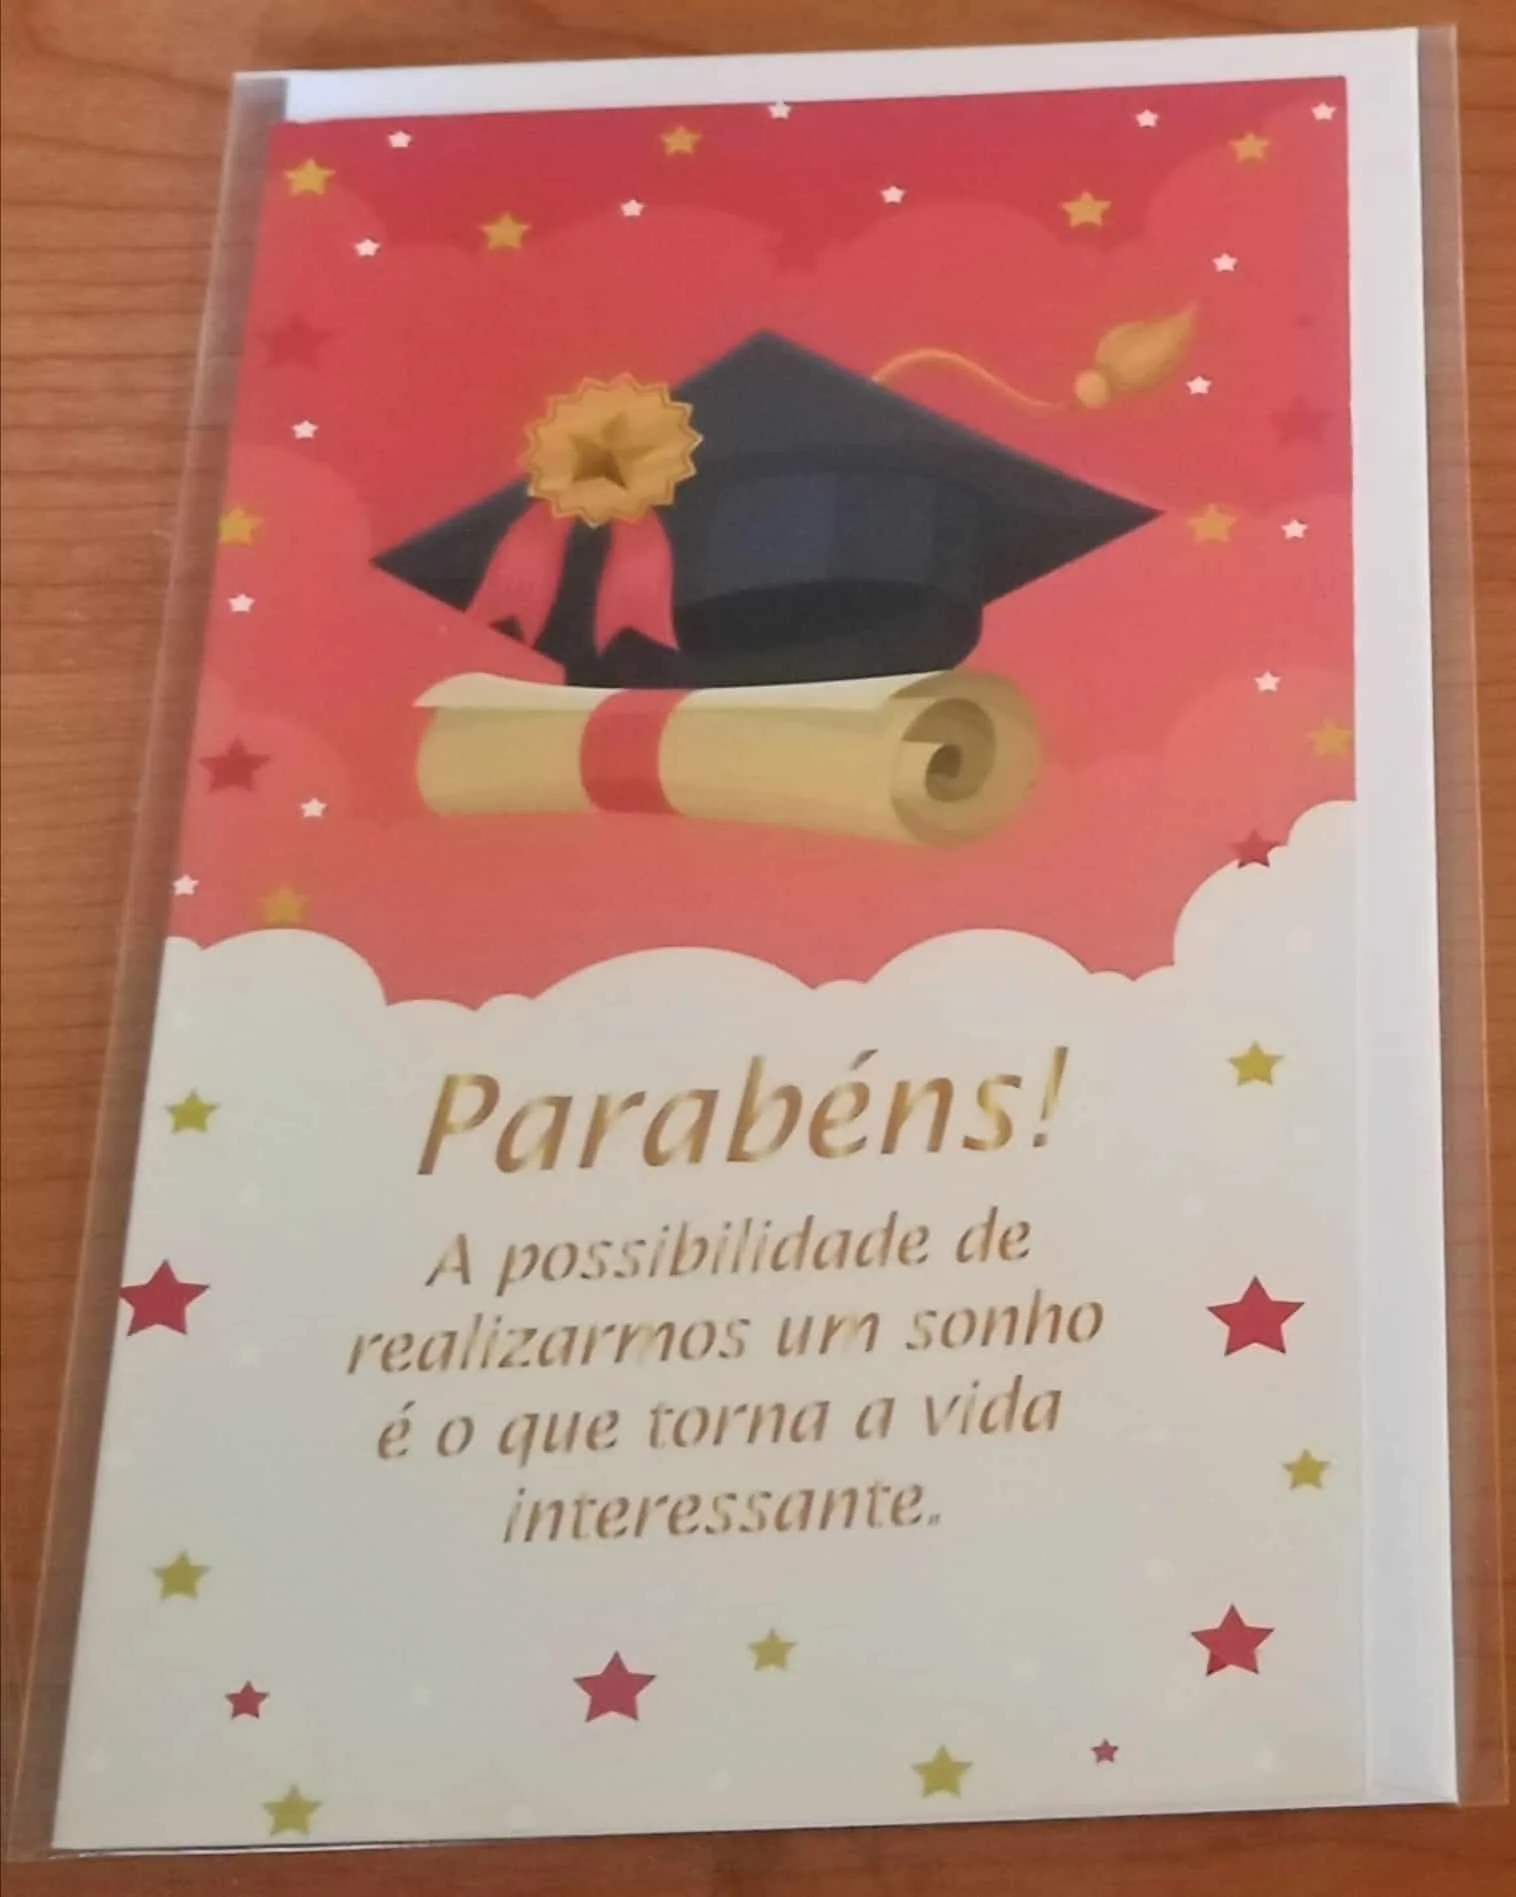 Parabéns!
A possibilidade de
realizarmos um sonho
é o que torna a vida
interessante.